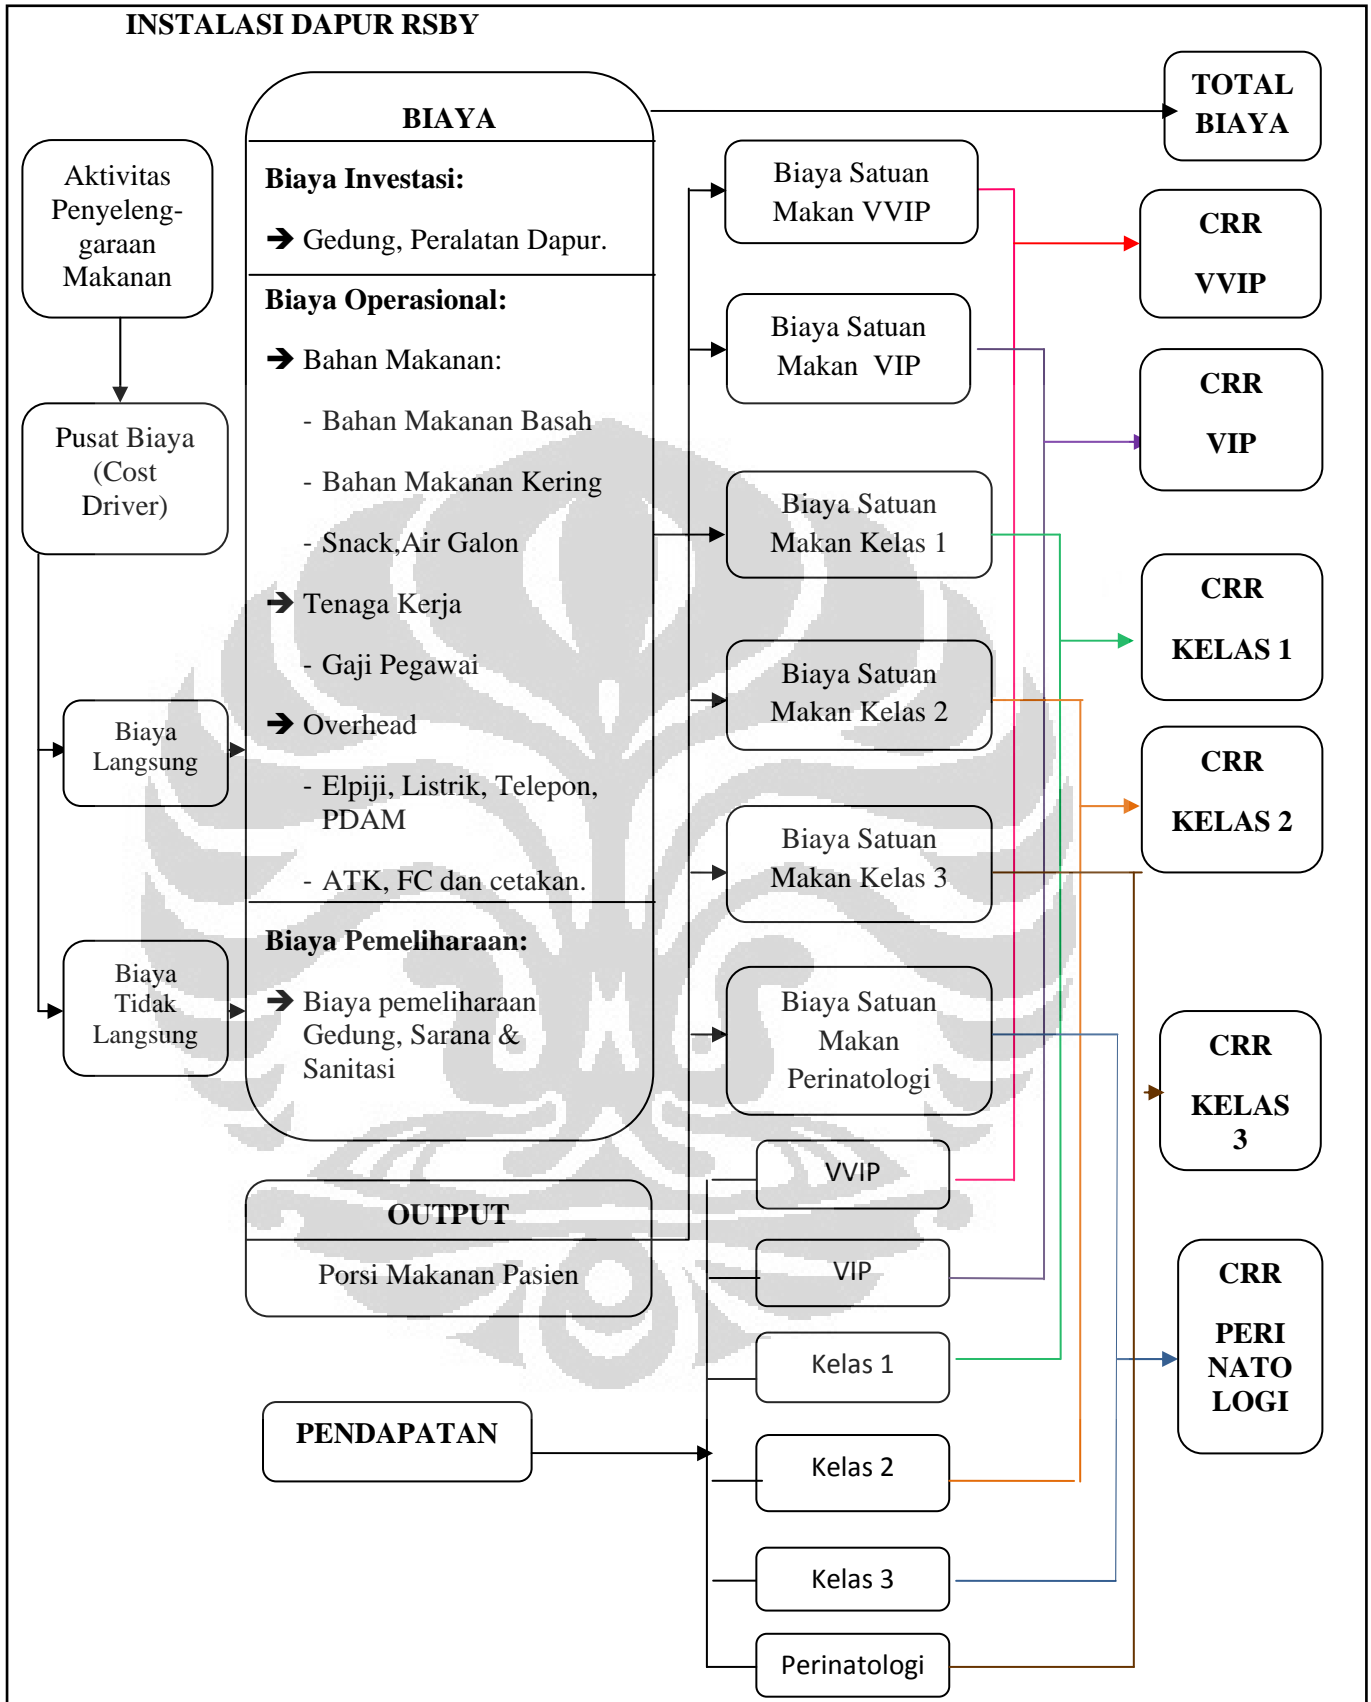 INSTALASI DAPUR RSBY
Aktivitas
Penyeleng-
garaan
Makanan
Pusat Biaya
(Cost
Driver)
Biaya
Langsung
Biaya
Tidak
Langsung
BIAYA
Biaya Investasi:
➔ Gedung, Peralatan Dapur.
Biaya Operasional:
➔ Bahan Makanan:
- Bahan Makanan Basah
- Bahan Makanan Kering
- Snack,Air Galon
➔ Tenaga Kerja
- Gaji Pegawai
➔ Overhead
- Elpiji, Listrik, Telepon,
PDAM
- ATK, FC dan cetakan.
Biaya Pemeliharaan:
➔ Biaya pemeliharaan
Gedung, Sarana &
Sanitasi
OUTPUT
Porsi Makanan Pasien
PENDAPATAN
Biaya Satuan
Makan VVIP
Biaya Satuan
Makan VIP
Biaya Satuan
Makan Kelas 1
Biaya Satuan
Makan Kelas 2
Biaya Satuan
Makan Kelas 3
Biaya Satuan
Makan
Perinatologi
VVIP
VIP
Kelas 1
Kelas 2
Kelas 3
Perinatologi
TOTAL
BIAYA
CRR
VVIP
CRR
VIP
CRR
KELAS 1
CRR
KELAS 2
CRR
KELAS
3
CRR
PERI
NATO
LOGI